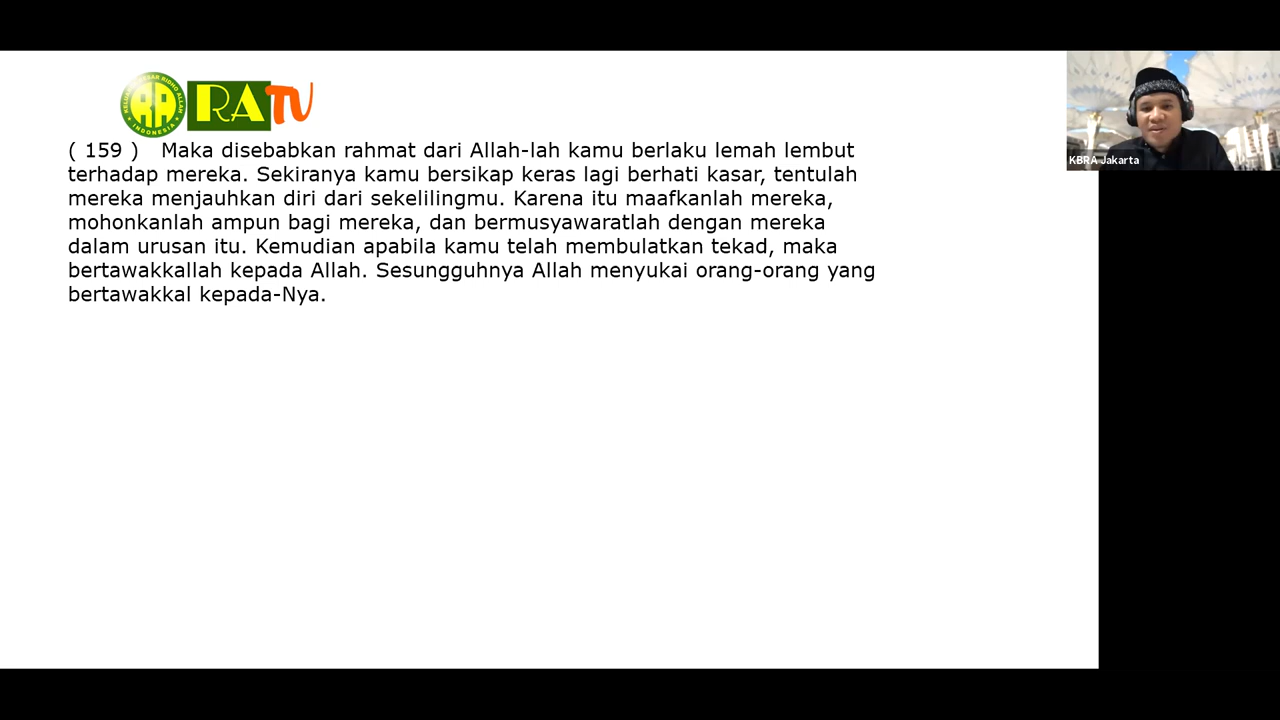 RA TV
RA
INDONESIA
( 159 ) Maka disebabkan rahmat dari Allah-lah kamu berlaku lemah lembut
terhadap mereka. Sekiranya kamu bersikap keras lagi berhati kasar, tentulah
mereka menjauhkan diri dari sekelilingmu. Karena itu maafkanlah mereka,
mohonkanlah ampun bagi mereka, dan bermusyawaratlah dengan mereka
dalam urusan itu. Kemudian apabila kamu telah membulatkan tekad, maka
bertawakkallah kepada Allah. Sesungguhnya Allah menyukai orang-orang yang
bertawakkal kepada-Nya.
KBRA Jakarta